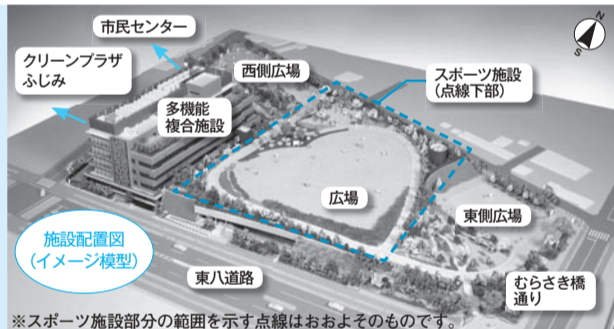 市民センター
N
S
クリーンプラザ
ふじみ
西側広場
スポーツ施設
(点線下部)
多機能
複合施設
広場
東側広場
施設配置図
(イメージ模型)
東八道路
むらさき橋
通り
※スポーツ施設部分の範囲を示す点線はおおよそのものです。